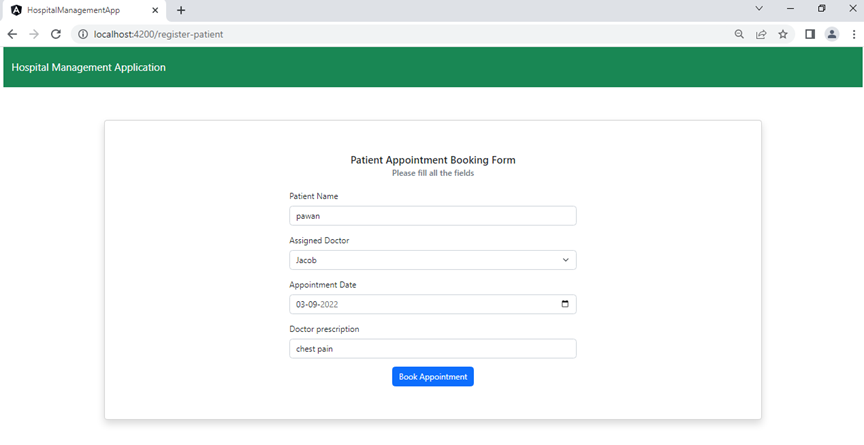 HospitalManagementApp
localhost:4200/register-patient
Hospital Management Application
Patient Appointment Booking Form
Please fill all the fields
Patient Name
pawan
Assigned Doctor
Jacob
Appointment Date
03-09-2022
Doctor prescription
chest pain
Book Appointment